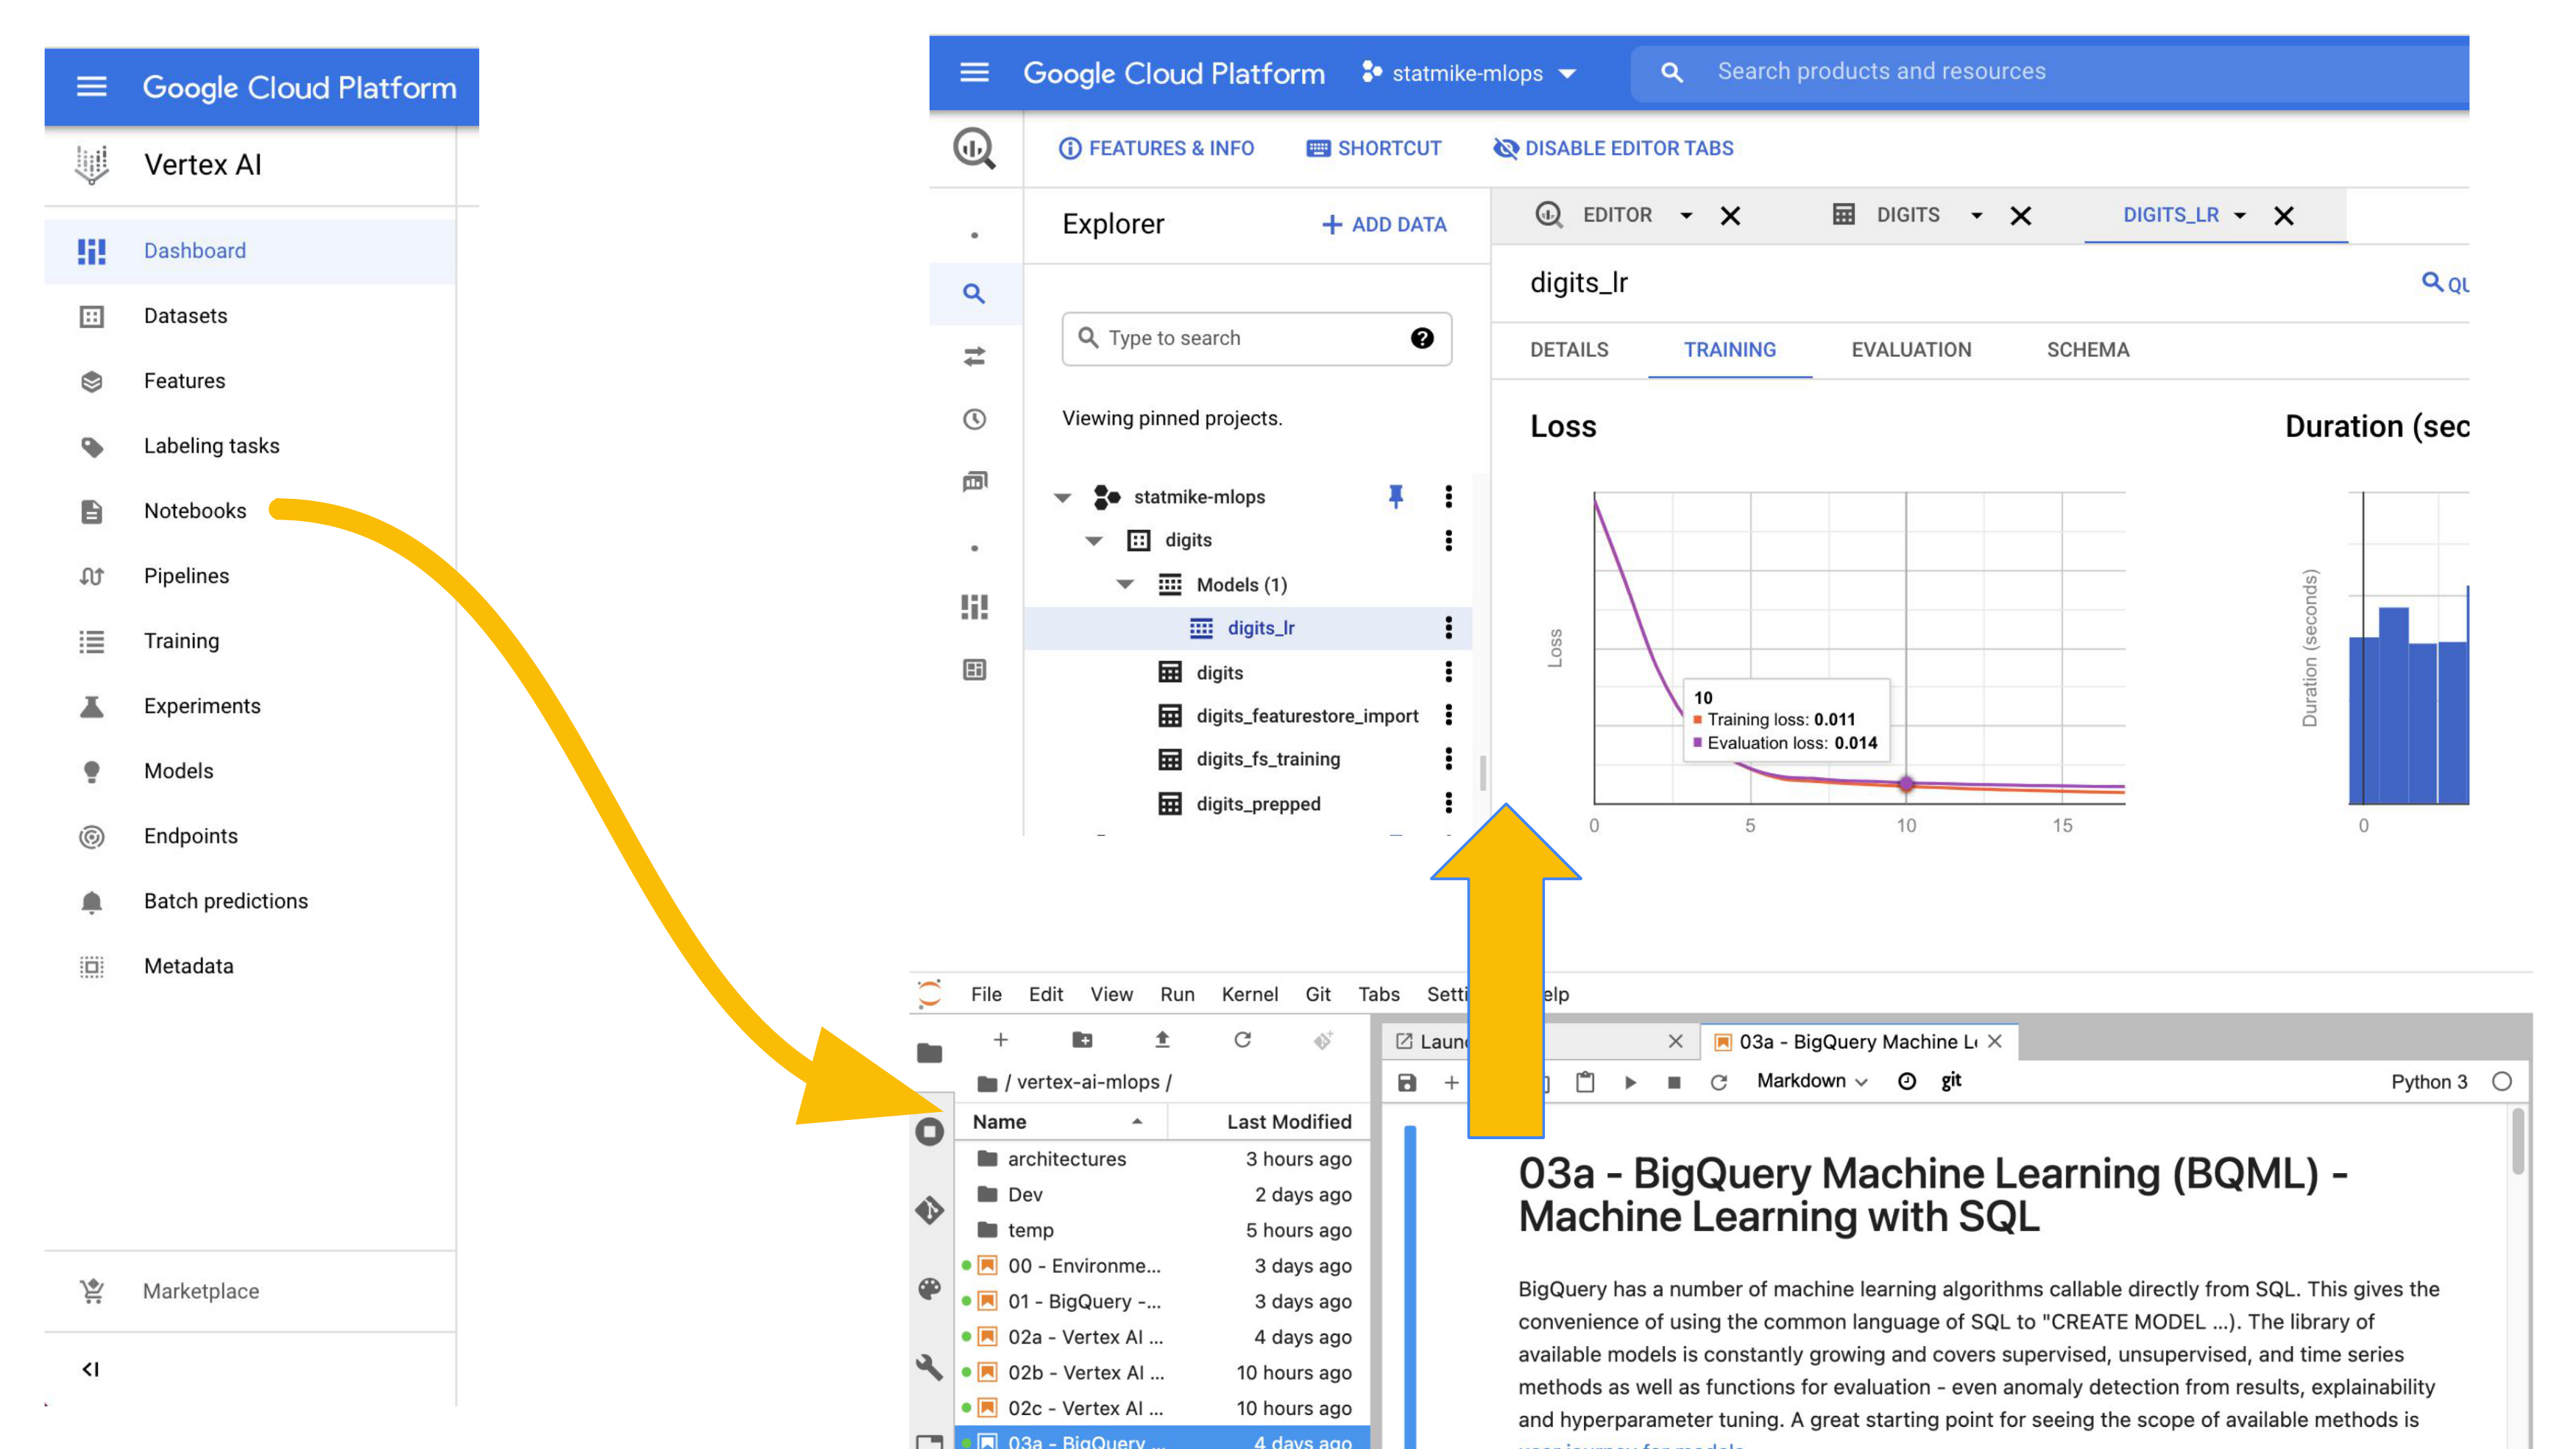 Google Cloud Platform
Vertex AI
Dashboard
Datasets
Features
Labeling tasks
Notebooks
Pipelines
Training
Experiments
Models
Endpoints
Batch predictions
Metadata
Marketplace
Google Cloud Platform statmike-mlops Search products and resources
FEATURES & INFO SHORTCUT DISABLE EDITOR TABS
Explorer + ADD DATA
EDITOR DIGITS DIGITS_LR
digits_lr
Type to search
DETAILS TRAINING EVALUATION SCHEMA
Viewing pinned projects.
statmike-mlops
digits
Models (1)
digits_lr
digits
digits_featurestore_import
digits_fs_training
digits_prepped
Loss
Loss
10
Training loss: 0.011
Evaluation loss: 0.014
0 5 10 15
Duration (sec
Duration (seconds)
0
File Edit View Run Kernel Git Tabs Setti elp
/ vertex-ai-mlops /
Name Last Modified
architectures 3 hours ago
Dev 2 days ago
temp 5 hours ago
00 - Environme... 3 days ago
01 - BigQuery -... 3 days ago
02a - Vertex AI ... 4 days ago
02b - Vertex AI ... 10 hours ago
02c - Vertex AI ... 10 hours ago
03a - BigQuery ... 4 days ago
Laun 03a - BigQuery Machine L
Markdown git Python 3
03a - BigQuery Machine Learning (BQML) -
Machine Learning with SQL
BigQuery has a number of machine learning algorithms callable directly from SQL. This gives the
convenience of using the common language of SQL to "CREATE MODEL ...). The library of
available models is constantly growing and covers supervised, unsupervised, and time series
methods as well as functions for evaluation - even anomaly detection from results, explainability
and hyperparameter tuning. A great starting point for seeing the scope of available methods is